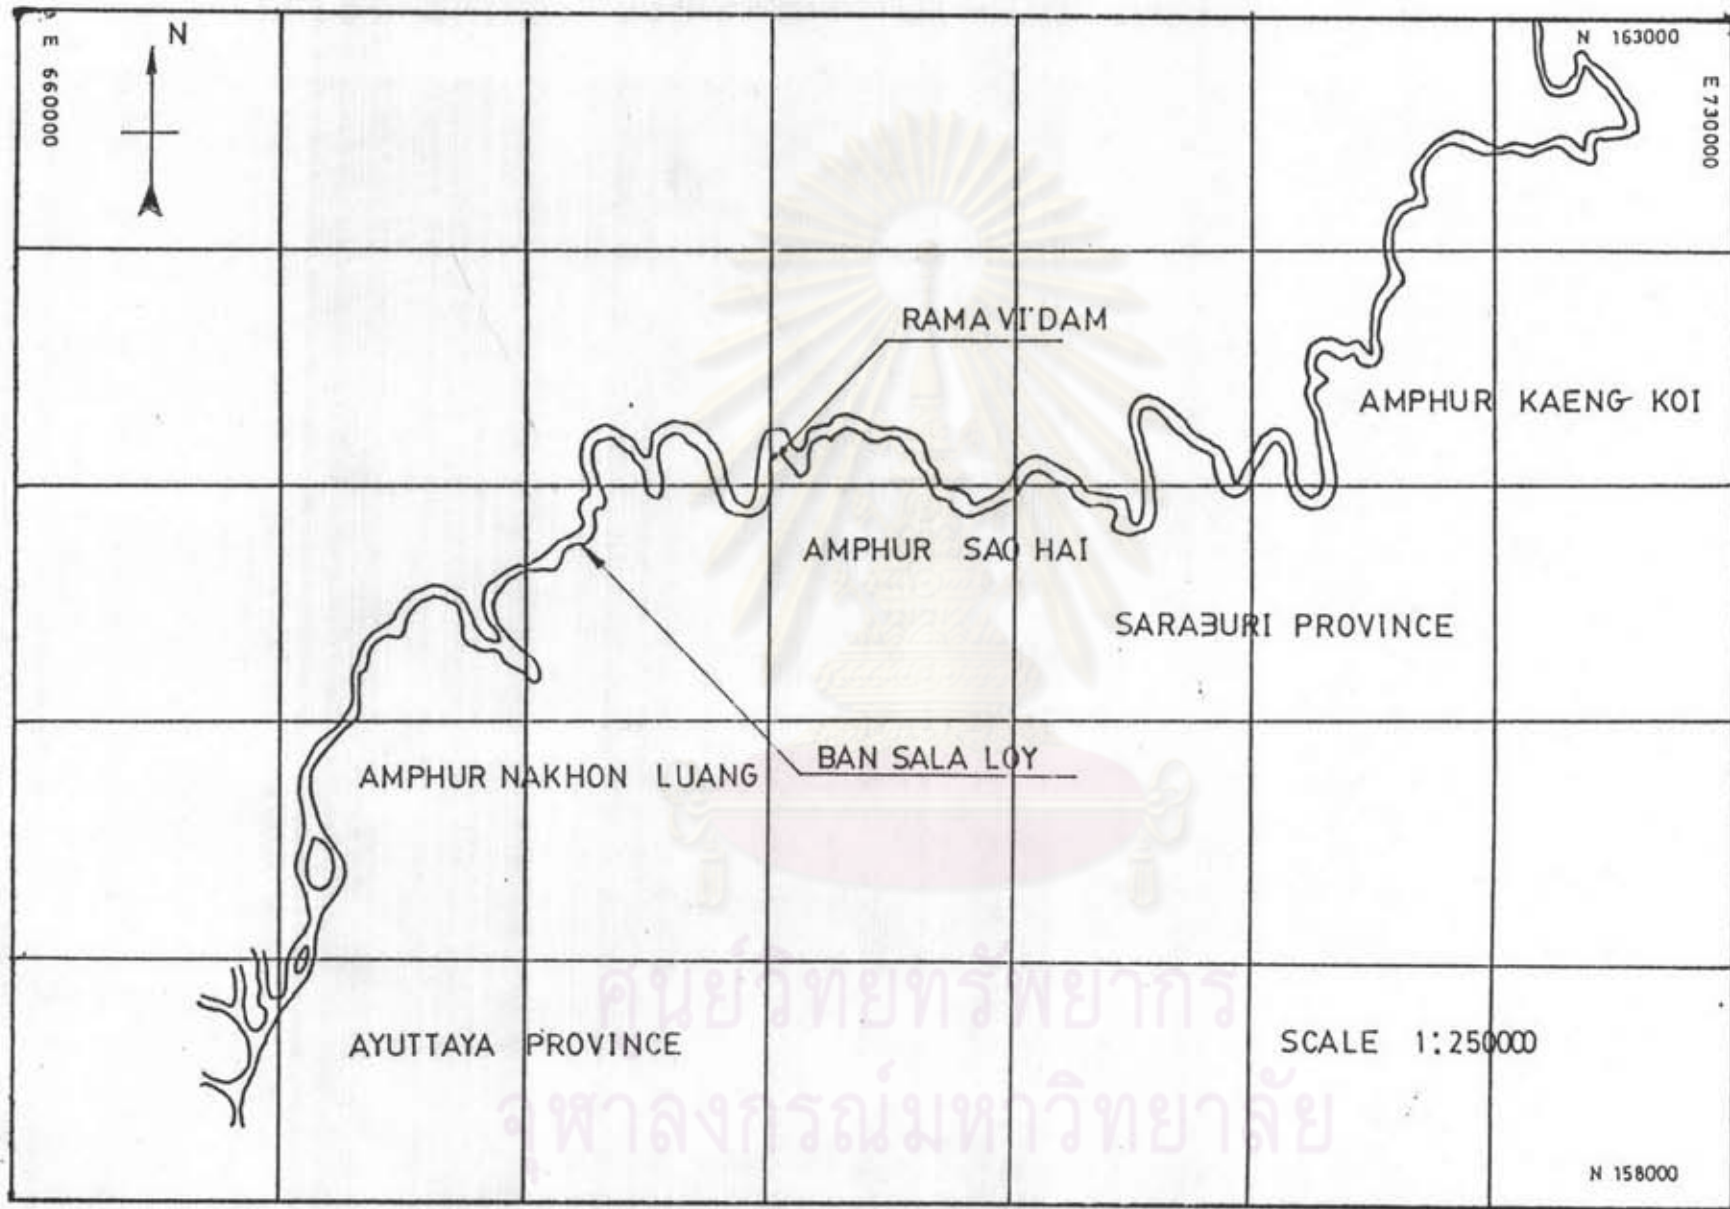 N
E 660000
N 163000
E 730000
RAMA VI DAM
AMPHUR KAENG KOI
AMPHUR SAO HAI
SARABURI PROVINCE
BAN SALA LOY
AMPHUR NAKHON LUANG
ศูนย์วิทยทรัพยากร
AYUTTAYA PROVINCE
SCALE 1:250000
จุฬาลงกรณ์มหาวิทยาลัย
N 158000